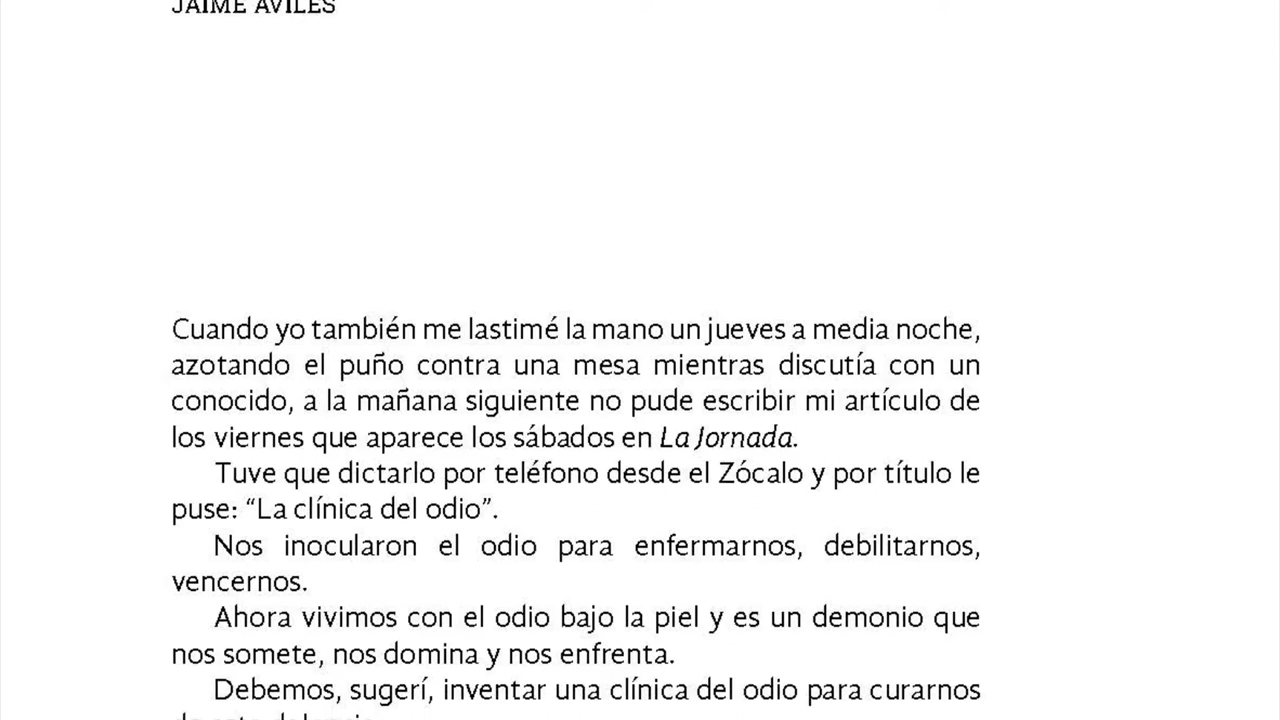 JAIME AVILÉS
Cuando yo también me lastimé la mano un jueves a media noche,
azotando el puño contra una mesa mientras discutía con un
conocido, a la mañana siguiente no pude escribir mi artículo de
los viernes que aparece los sábados en La Jornada.
Tuve que dictarlo por teléfono desde el Zócalo y por título le
puse: “La clínica del odio”.
Nos inocularon el odio para enfermarnos, debilitarnos,
vencernos.
Ahora vivimos con el odio bajo la piel y es un demonio que
nos somete, nos domina y nos enfrenta.
Debemos, sugerí, inventar una clínica del odio para curarnos